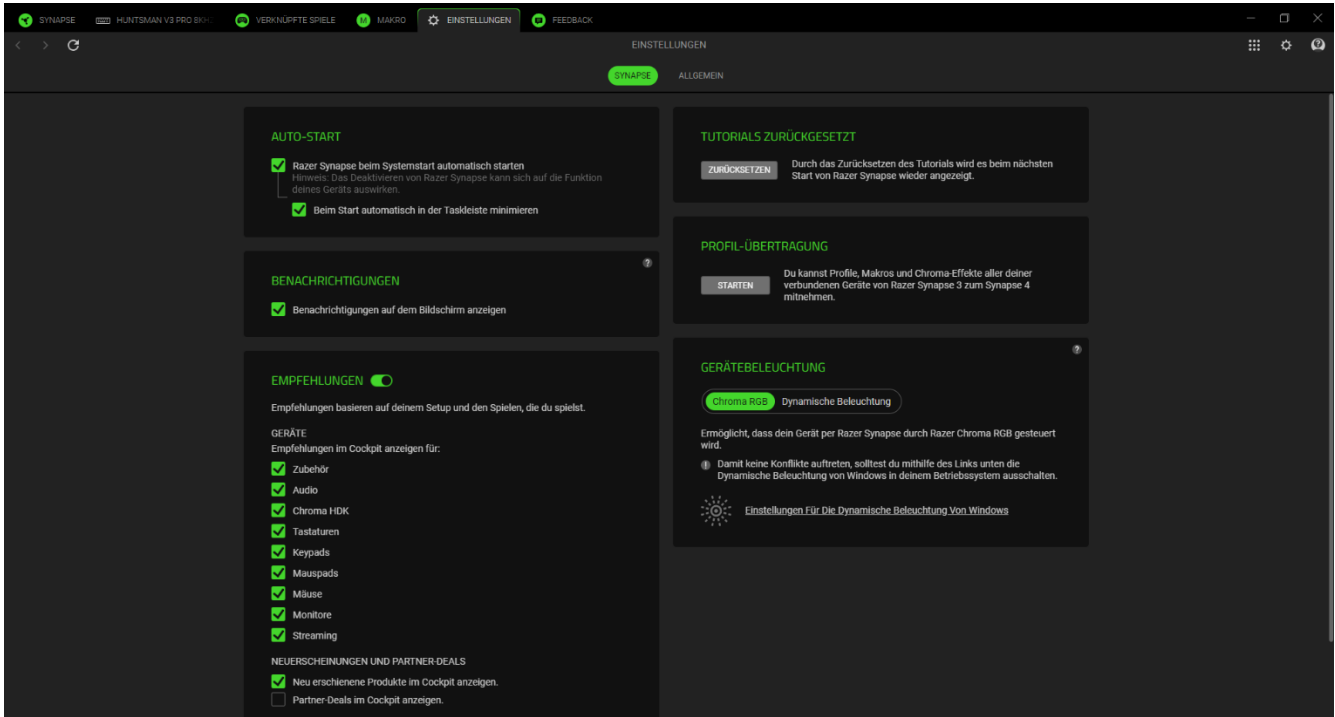 SYNAPSE
HUNTSMAN V3 PRO 8KHZ
VERKNÜPFTE SPIELE
M
MAKRO
EINSTELLUNGEN
FEEDBACK
EINSTELLUNGEN
SYNAPSE
ALLGEMEIN
AUTO-START
Razer Synapse beim Systemstart automatisch starten
Hinweis: Das Deaktivieren von Razer Synapse kann sich auf die Funktion
deines Geräts auswirken.
Beim Start automatisch in der Taskleiste minimieren
?
BENACHRICHTIGUNGEN
Benachrichtigungen auf dem Bildschirm anzeigen
EMPFEHLUNGEN
Empfehlungen basieren auf deinem Setup und den Spielen, die du spielst.
GERÄTE
Empfehlungen im Cockpit anzeigen für:
Zubehör
Audio
Chroma HDK
Tastaturen
Keypads
Mauspads
Mäuse
Monitore
Streaming
NEUERSCHEINUNGEN UND PARTNER-DEALS
Neu erschienene Produkte im Cockpit anzeigen.
Partner-Deals im Cockpit anzeigen.
TUTORIALS ZURÜCKGESETZT
ZURÜCKSETZEN
Durch das Zurücksetzen des Tutorials wird es beim nächsten
Start von Razer Synapse wieder angezeigt.
PROFIL-ÜBERTRAGUNG
STARTEN
Du kannst Profile, Makros und Chroma-Effekte aller deiner
verbundenen Geräte von Razer Synapse 3 zum Synapse 4
mitnehmen.
?
GERÄTEBELEUCHTUNG
Chroma RGB
Dynamische Beleuchtung
Ermöglicht, dass dein Gerät per Razer Synapse durch Razer Chroma RGB gesteuert
wird.
Damit keine Konflikte auftreten, solltest du mithilfe des Links unten die
Dynamische Beleuchtung von Windows in deinem Betriebssystem ausschalten.
Einstellungen Für Die Dynamische Beleuchtung Von Windows